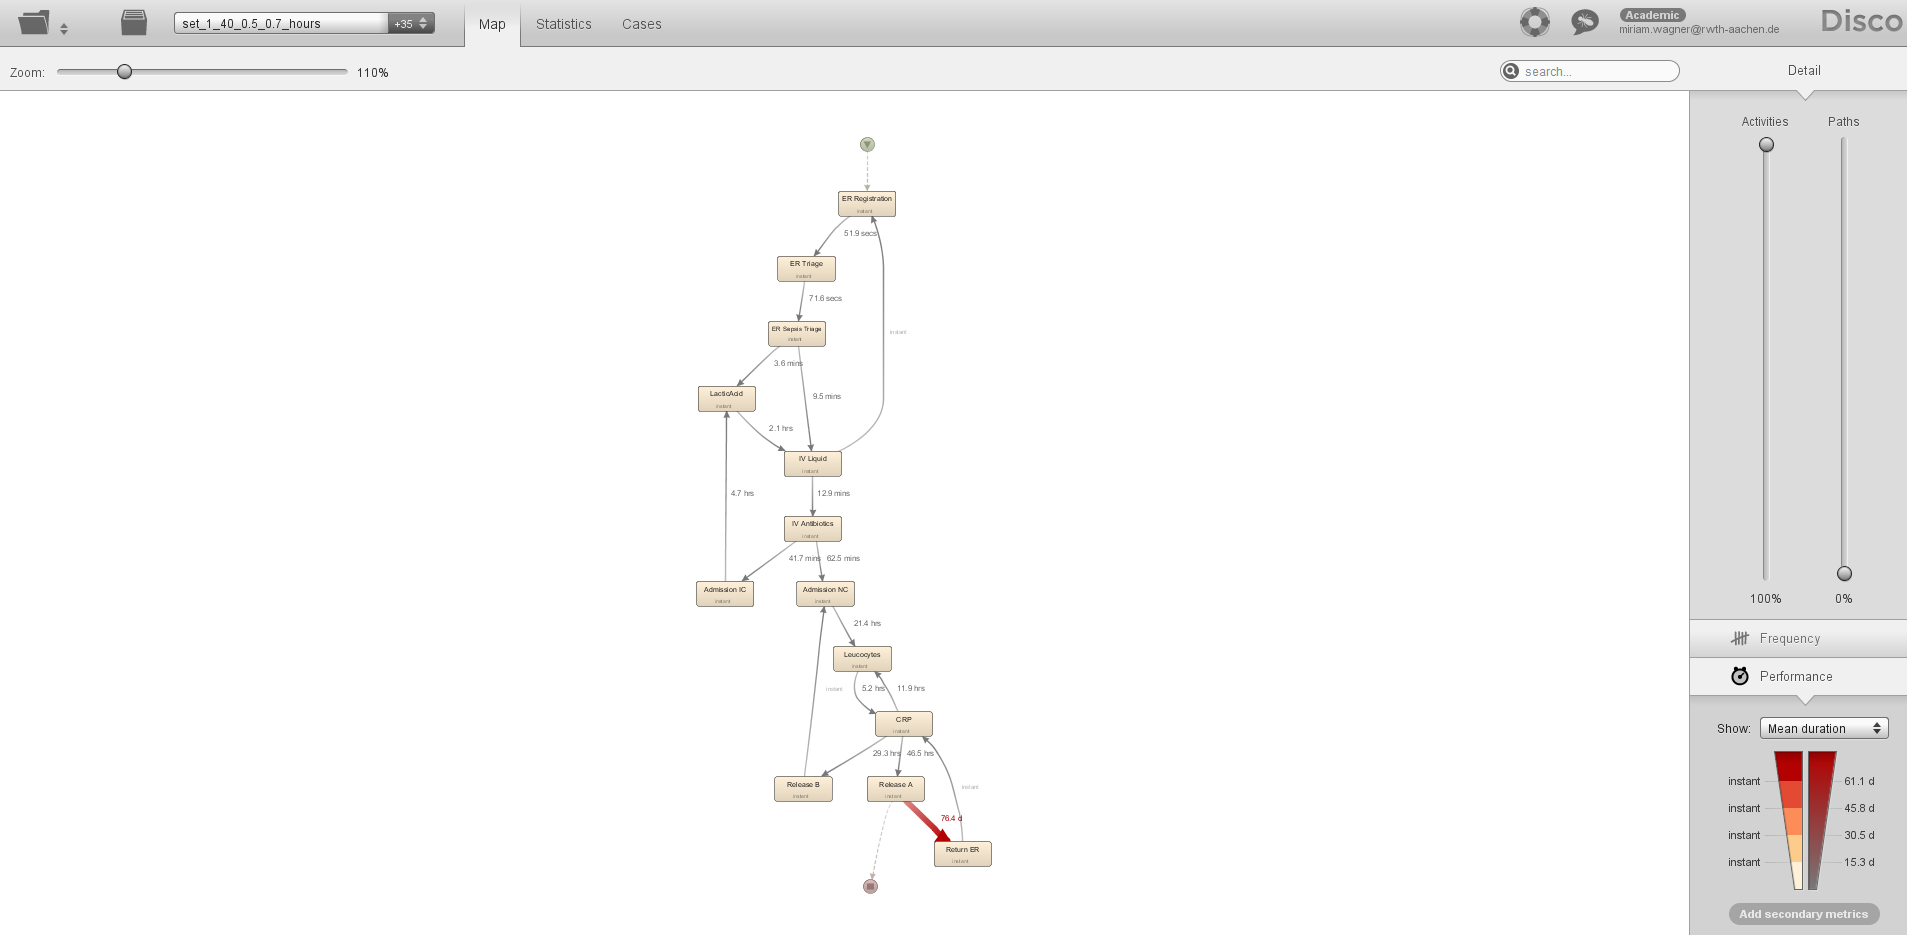 set_1_40_0.5_0.7_hours +35
Map Statistics Cases
Academic
miriam.wagner@rwth-aachen.de
Disco
Zoom: 110%
search...
Detail
Activities Paths
ER Registration
instant
51.9 secs
ER Triage
instant
71.6 secs
ER Sepsis Triage
instant
instant
3.6 mins
LacticAcid
instant
9.5 mins
2.1 hrs
IV Liquid
instant
4.7 hrs
12.9 mins
IV Antibiotics
instant
41.7 mins 62.5 mins
Admission IC
instant
Admission NC
instant
21.4 hrs
Leucocytes
instant
instant
5.2 hrs 11.9 hrs
CRP
instant
29.3 hrs 46.5 hrs
Release B
instant
Release A
instant
instant
76.4 d
Return ER
instant
100% 0%
Frequency
Performance
Show: Mean duration
instant 61.1 d
instant 45.8 d
instant 30.5 d
instant 15.3 d
Add secondary metrics